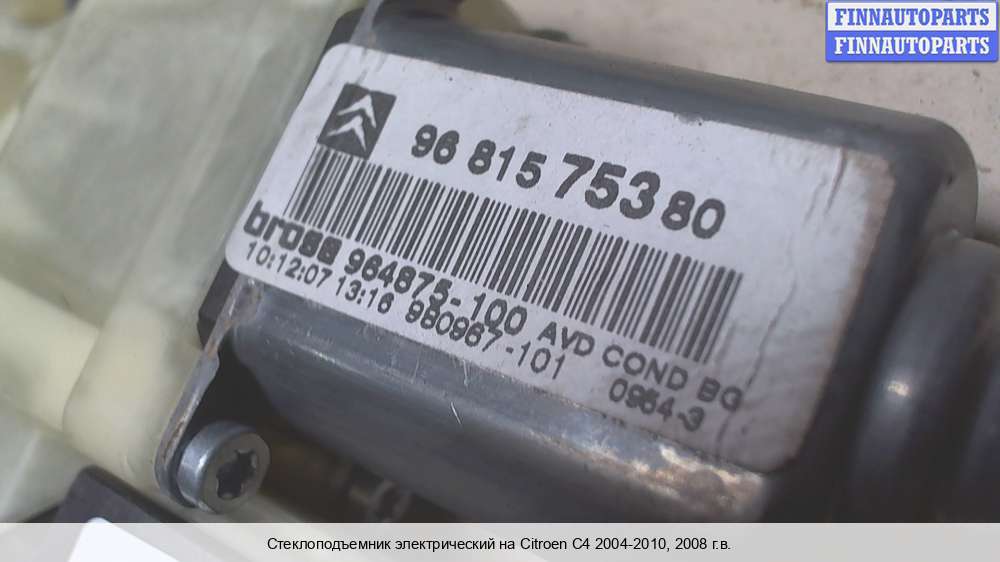 FINNAUTOPARTS
FINNAUTOPARTS
96 815 753 80
brose 964875-100 AVD COND BG
10:12:07 13:16 980967-101 0964-3
Стеклоподъемник электрический на Citroen C4 2004-2010, 2008 г.в.